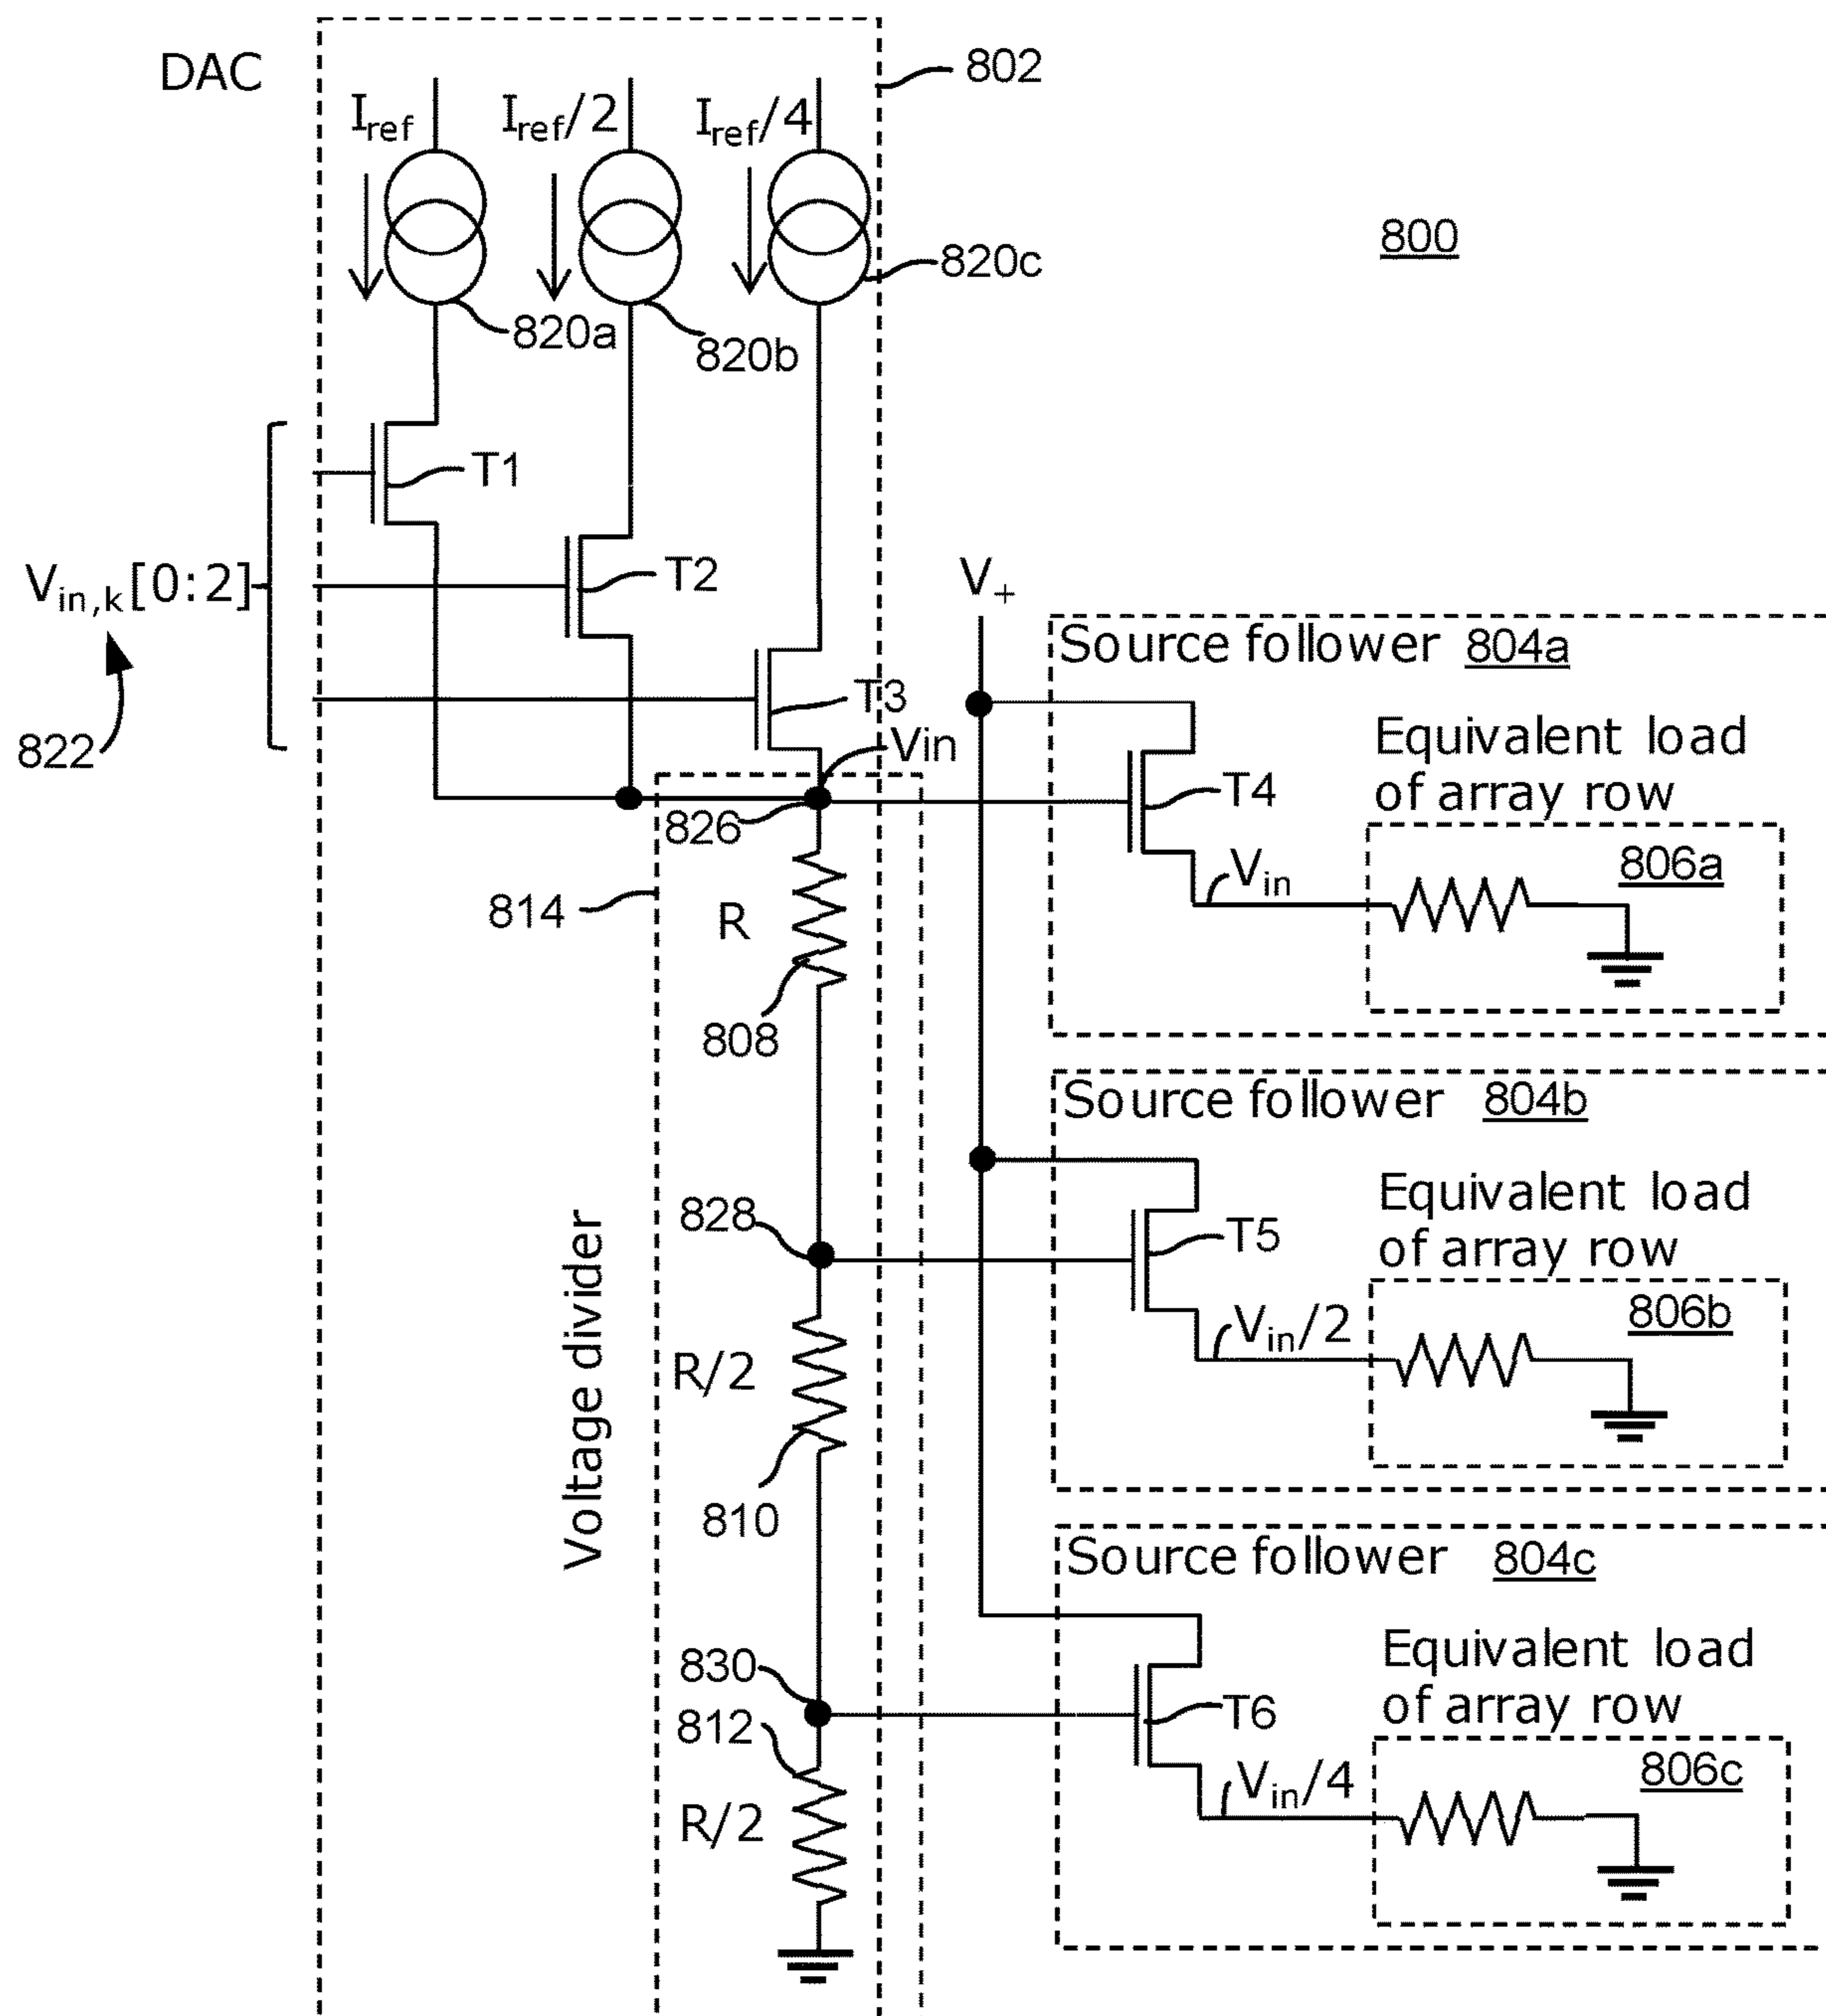 DAC
802
Iref
Iref/2
Iref/4
800
820a
820b
820c
T1
Vin,k[0:2]
T2
822
T3
Vin
826
V+
Source follower 804a
Equivalent load
of array row
T4
806a
Vin
814
R
808
Source follower 804b
Equivalent load
of array row
828
T5
806b
Vin/2
Voltage divider
R/2
810
Source follower 804c
Equivalent load
of array row
830
T6
812
806c
Vin/4
R/2